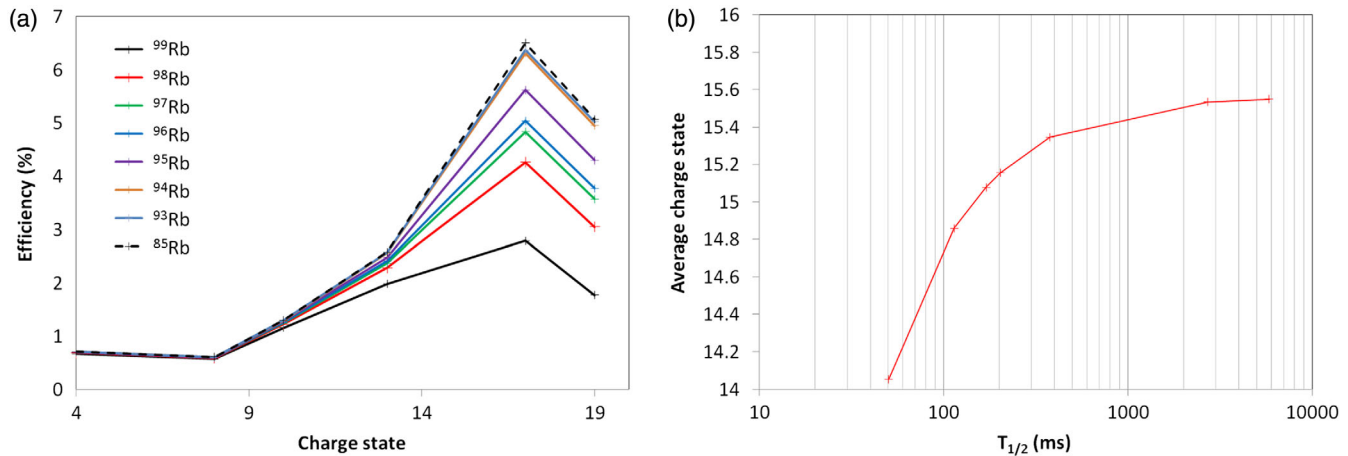 (a)
7
6
5
4
3
2
1
0
Efficiency (%)
⁹⁹Rb
⁹⁸Rb
⁹⁷Rb
⁹⁶Rb
⁹⁵Rb
⁹⁴Rb
⁹³Rb
⁸⁵Rb
4 9 14 19
Charge state
(b)
16
15.8
15.6
15.4
15.2
15
14.8
14.6
14.4
14.2
14
Average charge state
10 100 1000 10000
T₁/₂ (ms)